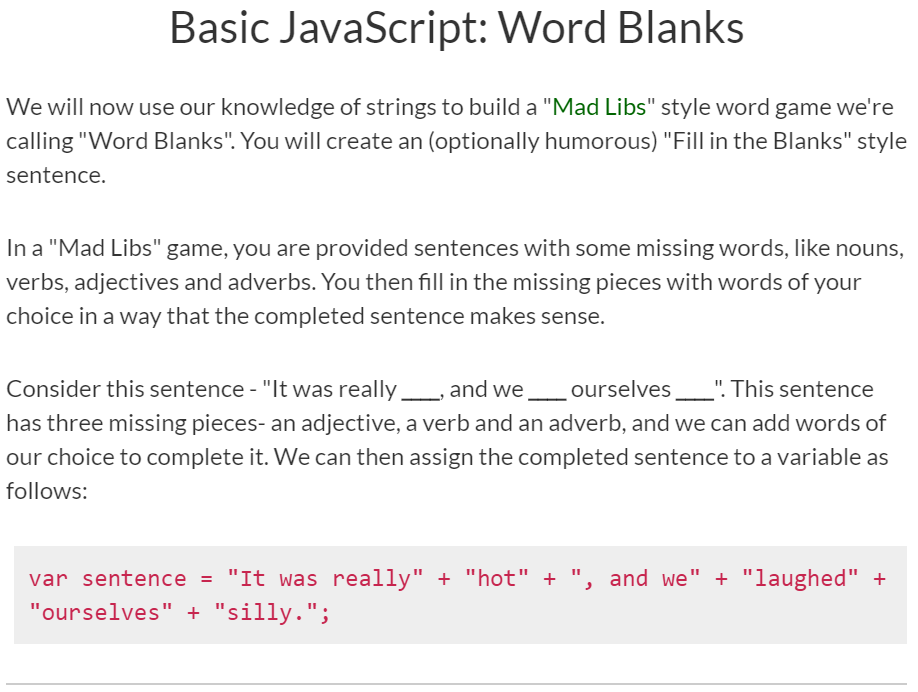 Basic JavaScript: Word Blanks
We will now use our knowledge of strings to build a "Mad Libs" style word game we're
calling "Word Blanks". You will create an (optionally humorous) "Fill in the Blanks" style
sentence.
In a "Mad Libs" game, you are provided sentences with some missing words, like nouns,
verbs, adjectives and adverbs. You then fill in the missing pieces with words of your
choice in a way that the completed sentence makes sense.
Consider this sentence - "It was really ____, and we ____ ourselves ____". This sentence
has three missing pieces- an adjective, a verb and an adverb, and we can add words of
our choice to complete it. We can then assign the completed sentence to a variable as
follows:
var sentence = "It was really" + "hot" + ", and we" + "laughed" +
"ourselves" + "silly.";